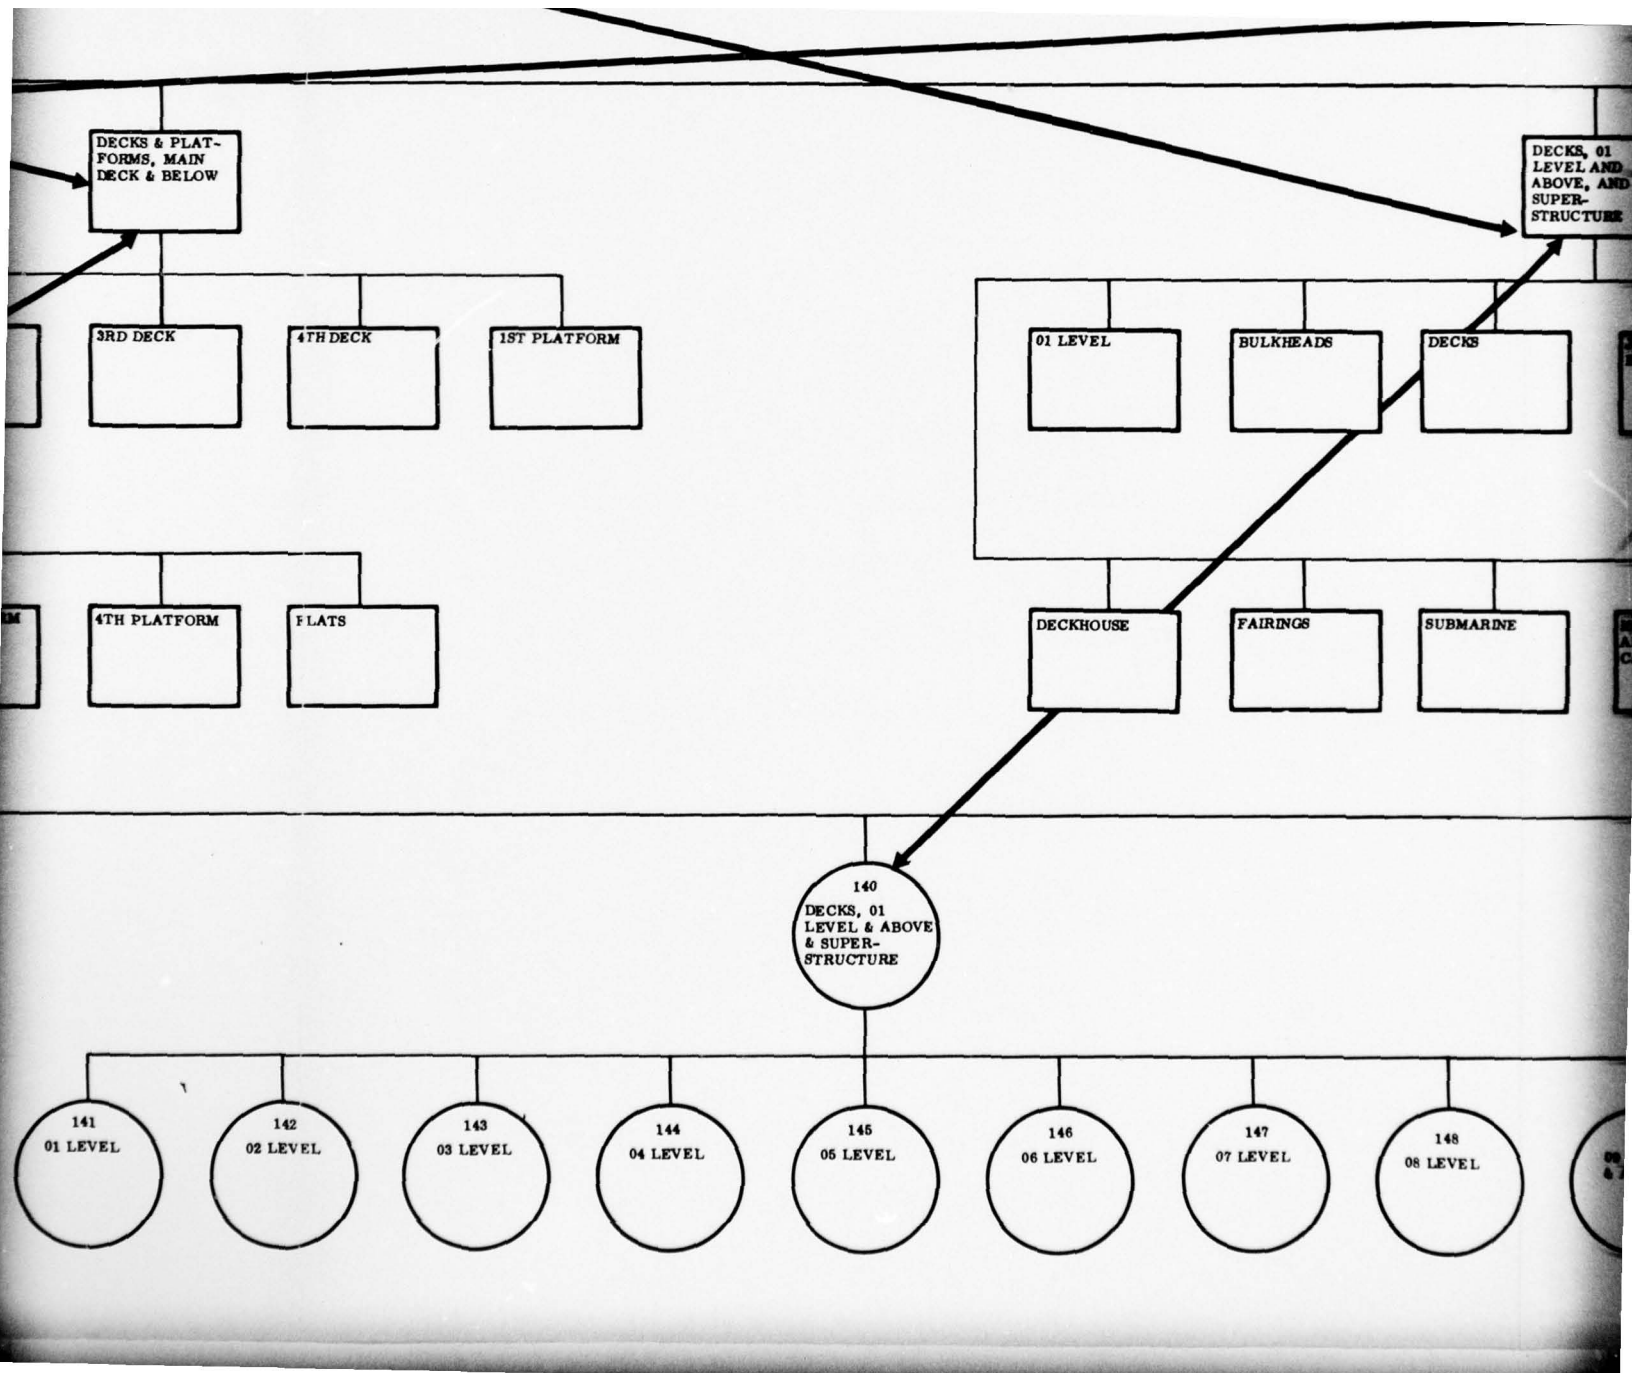 DECKS & PLAT-
FORMS, MAIN
DECK & BELOW
DECKS, 01
LEVEL AND
ABOVE, AND
SUPER-
STRUCTURE
3RD DECK
4TH DECK
1ST PLATFORM
01 LEVEL
BULKHEADS
DECKS
4TH PLATFORM
FLATS
DECKHOUSE
FAIRINGS
SUBMARINE
140
DECKS, 01
LEVEL & ABOVE
& SUPER-
STRUCTURE
141
01 LEVEL
142
02 LEVEL
143
03 LEVEL
144
04 LEVEL
145
05 LEVEL
146
06 LEVEL
147
07 LEVEL
148
08 LEVEL